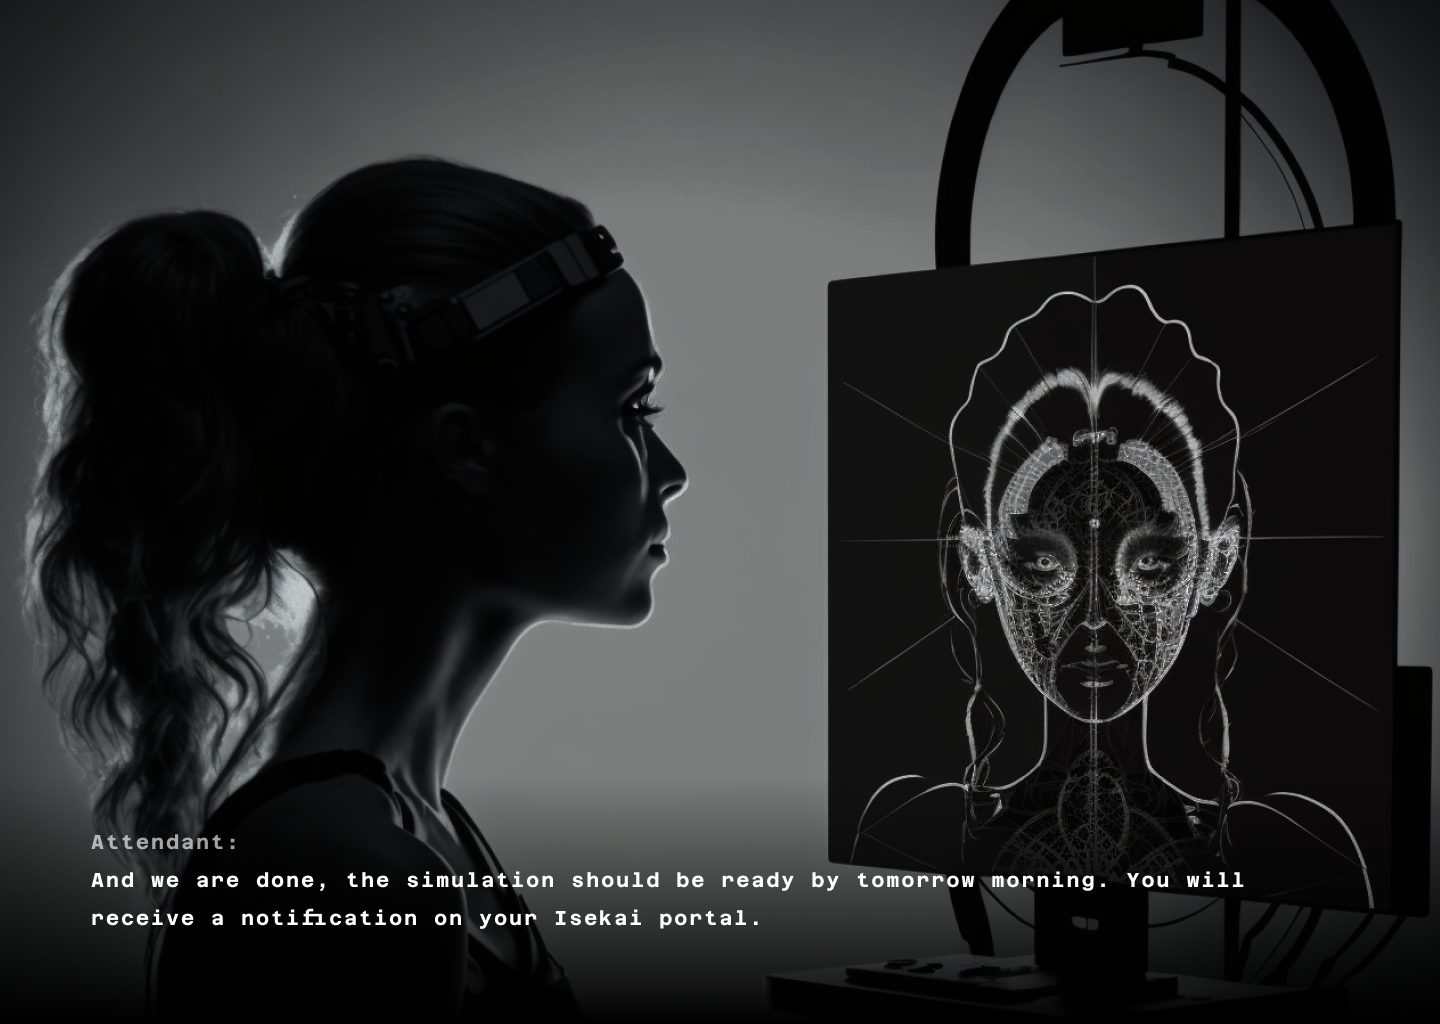 Attendant:
And we are done, the simulation should be ready by tomorrow morning. You will
receive a notification on your Isekai portal.